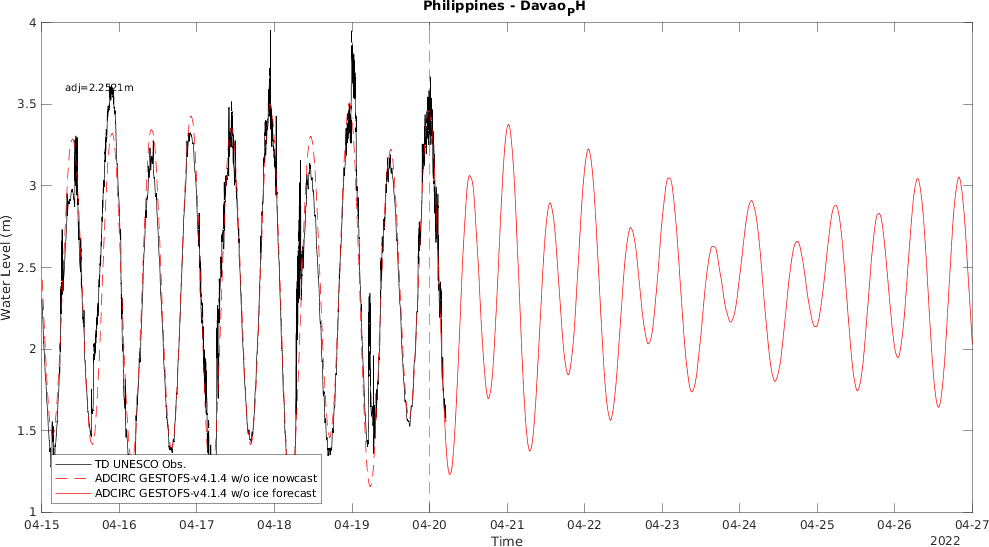 Philippines - DavaoPH
adj=2.2521m
4
3.5
3
2.5
2
1.5
1
Water Level (m)
TD UNESCO Obs.
ADCIRC GESTOFS-v4.1.4 w/o ice nowcast
ADCIRC GESTOFS-v4.1.4 w/o ice forecast
04-15 04-16 04-17 04-18 04-19 04-20 04-21 04-22 04-23 04-24 04-25 04-26 04-27
Time
2022